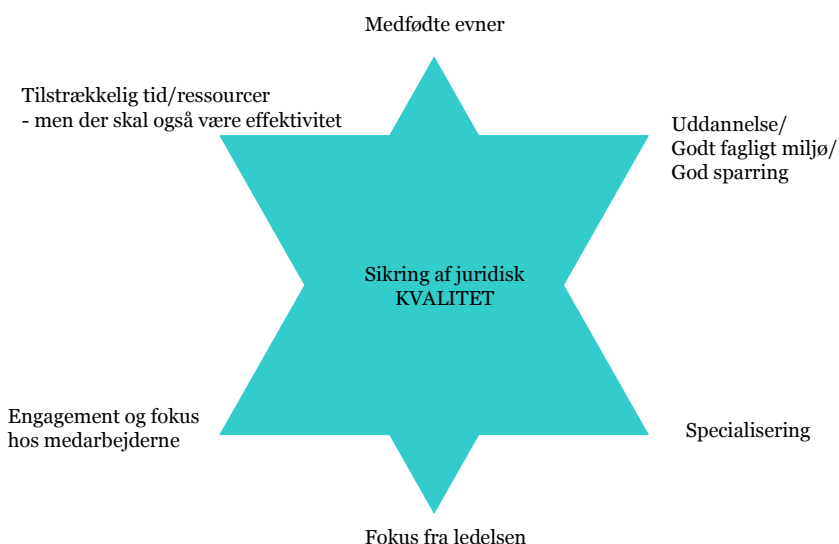 Medfødte evner
Tilstrækkelig tid/ressourcer
- men der skal også være effektivitet
Uddannelse/
Godt fagligt miljø/
God sparring
Sikring af juridisk
KVALITET
Engagement og fokus
hos medarbejderne
Specialisering
Fokus fra ledelsen